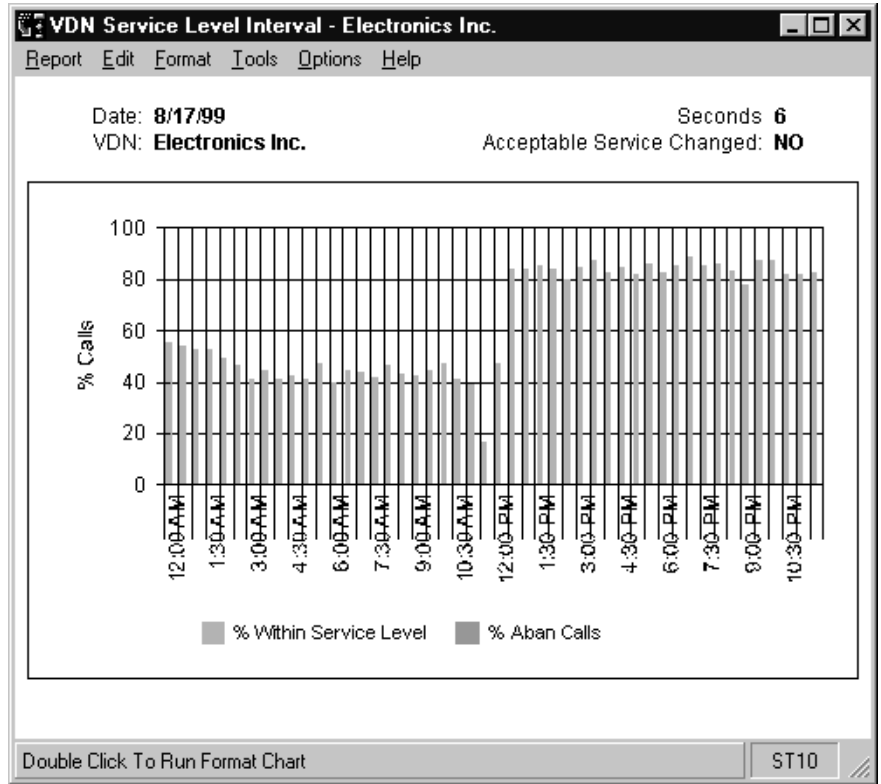 VDN Service Level Interval - Electronics Inc.
Report Edit Format Tools Options Help
Date: 8/17/99 Seconds 6
VDN: Electronics Inc. Acceptable Service Changed: NO
100
80
60
40
20
0
% Calls
12:00 AM
1:30 AM
3:00 AM
4:30 AM
6:00 AM
7:30 AM
9:00 AM
10:30 AM
12:00 PM
1:30 PM
3:00 PM
4:30 PM
6:00 PM
7:30 PM
9:00 PM
10:30 PM
% Within Service Level % Aban Calls
Double Click To Run Format Chart ST10